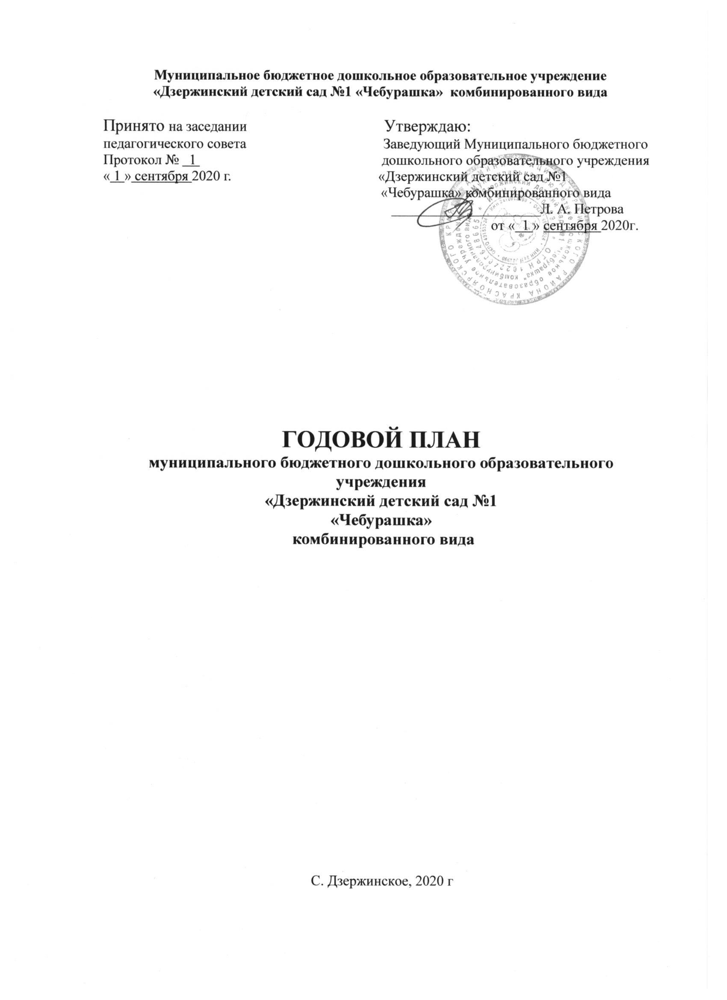 Муниципальное бюджетное дошкольное образовательное учреждение
«Дзержинский детский сад №1 «Чебурашка» комбинированного вида
Принято на заседании
педагогического совета
Протокол № 1
« 1 » сентября 2020 г.
Утверждаю:
Заведующий Муниципального бюджетного
дошкольного образовательного учреждения
«Дзержинский детский сад №1
«Чебурашка» комбинированного вида
Л. А. Петрова
от « 1 » сентября 2020г.
ГОДОВОЙ ПЛАН
муниципального бюджетного дошкольного образовательного
учреждения
«Дзержинский детский сад №1
«Чебурашка»
комбинированного вида
С. Дзержинское, 2020 г